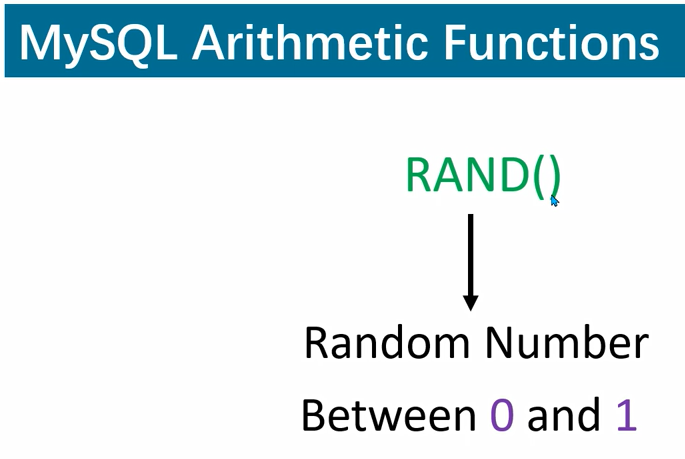 MySQL Arithmetic Functions
RAND()
Random Number
Between 0 and 1